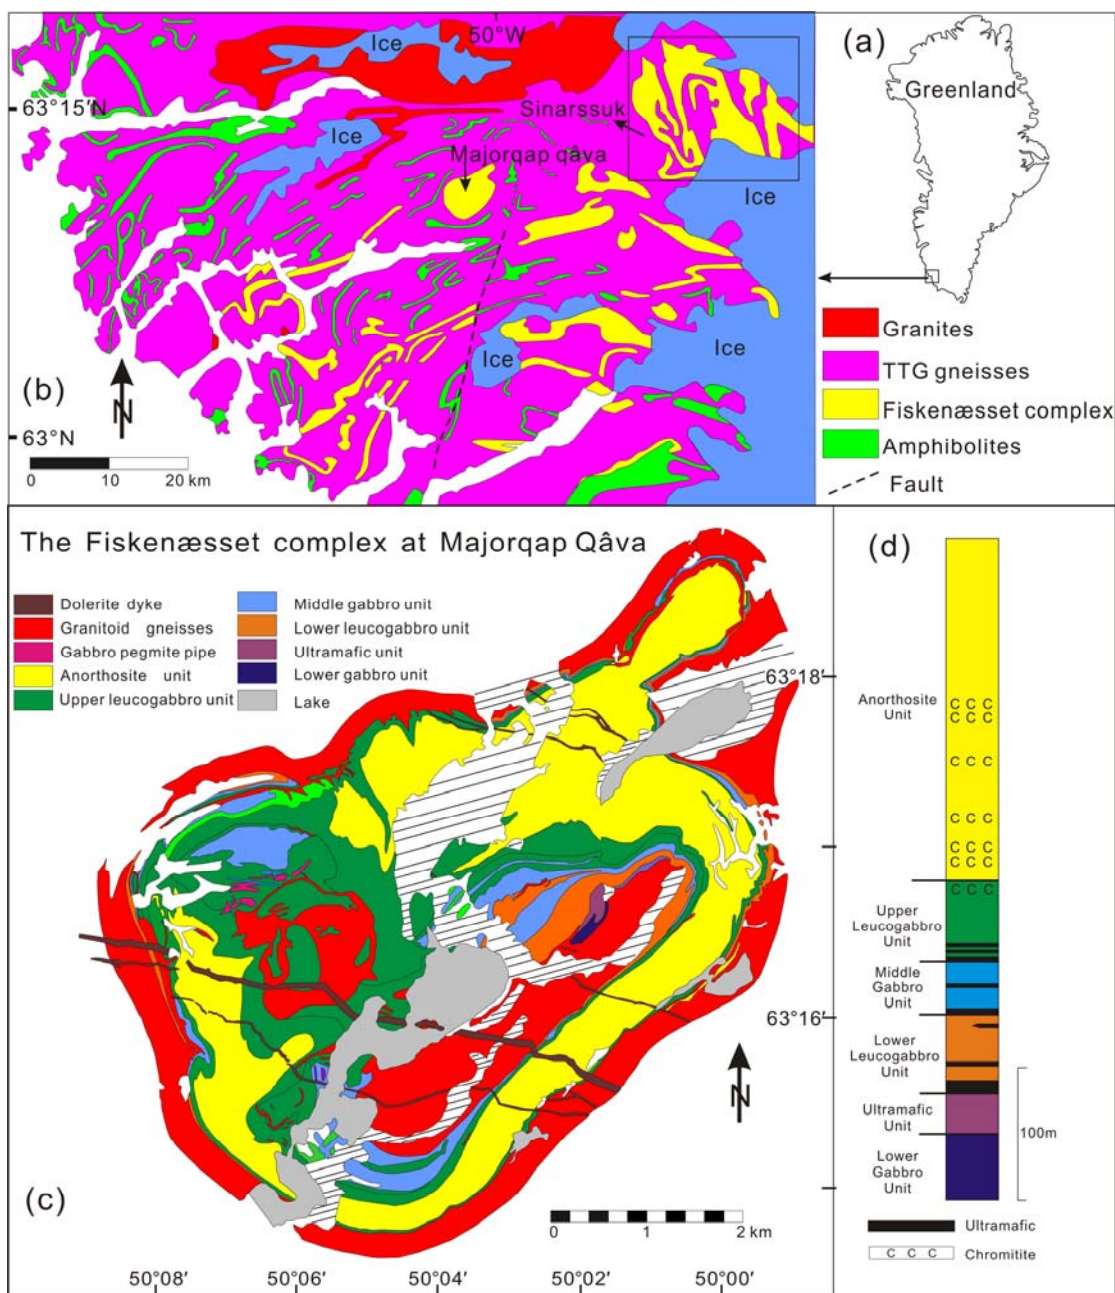 50°W
Ice
63°15′N
Sinarssuk
Ice
Majorqap qâva
Ice
Ice
Ice
(b)
N
63°N
0 10 20 km
(a)
Greenland
Granites
TTG gneisses
Fiskenæsset complex
Amphibolites
Fault
The Fiskenæsset complex at Majorqap Qâva
Dolerite dyke
Granitoid gneisses
Gabbro pegmite pipe
Anorthosite unit
Upper leucogabbro unit
Middle gabbro unit
Lower leucogabbro unit
Ultramafic unit
Lower gabbro unit
Lake
63°18′
63°16′
N
(c)
0 1 2 km
50°08′ 50°06′ 50°04′ 50°02′ 50°00′
(d)
Anorthosite
Unit
C C C
C C C
C C C
C C C
C C C
C C C
C C C
Upper
Leucogabbro
Unit
Middle
Gabbro
Unit
Lower
Leucogabbro
Unit
Ultramafic
Unit
Lower
Gabbro
Unit
100m
Ultramafic
C C C Chromitite